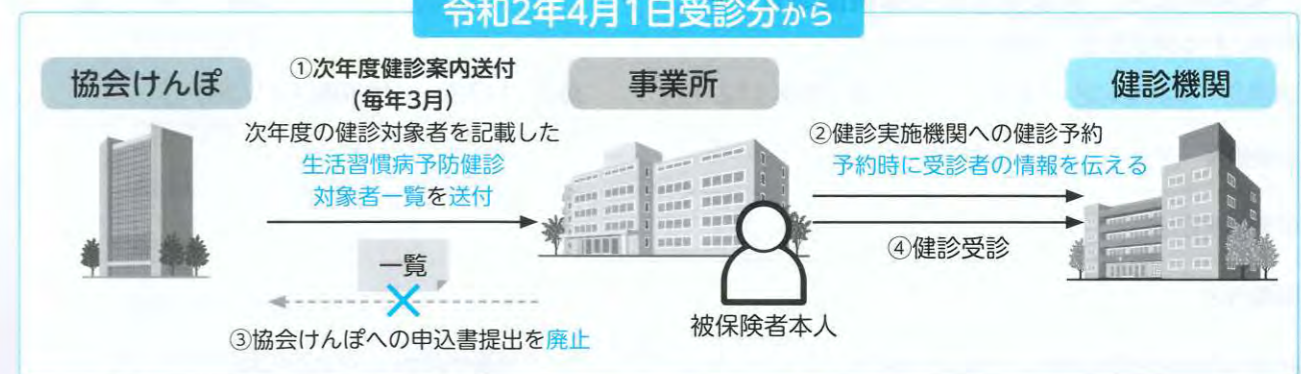 令和2年4月1日受診分から
協会けんぽ
①次年度健診案内送付
(毎年3月)
次年度の健診対象者を記載した
生活習慣病予防健診
対象者一覧を送付
一覧
③協会けんぽへの申込書提出を廃止
事業所
被保険者本人
②健診実施機関への健診予約
予約時に受診者の情報を伝える
④健診受診
健診機関